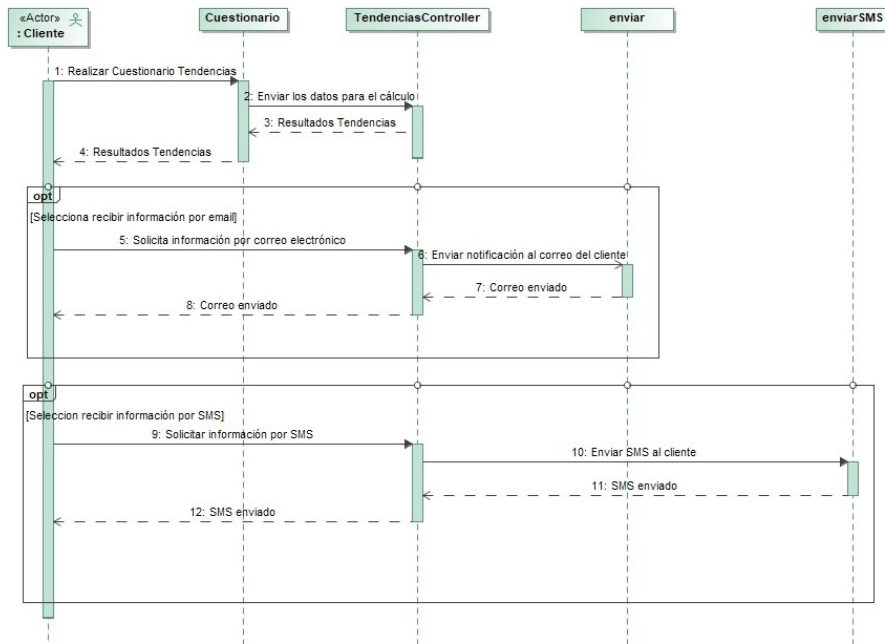 «Actor»
: Cliente
Cuestionario
TendenciasController
enviar
enviarSMS
1: Realizar Cuestionario Tendencias
2: Enviar los datos para el cálculo
3: Resultados Tendencias
4: Resultados Tendencias
opt
[Selecciona recibir información por email]
5: Solicita información por correo electrónico
6: Enviar notificación al correo del cliente
7: Correo enviado
8: Correo enviado
opt
[Seleccion recibir información por SMS]
9: Solicitar información por SMS
10: Enviar SMS al cliente
11: SMS enviado
12: SMS enviado